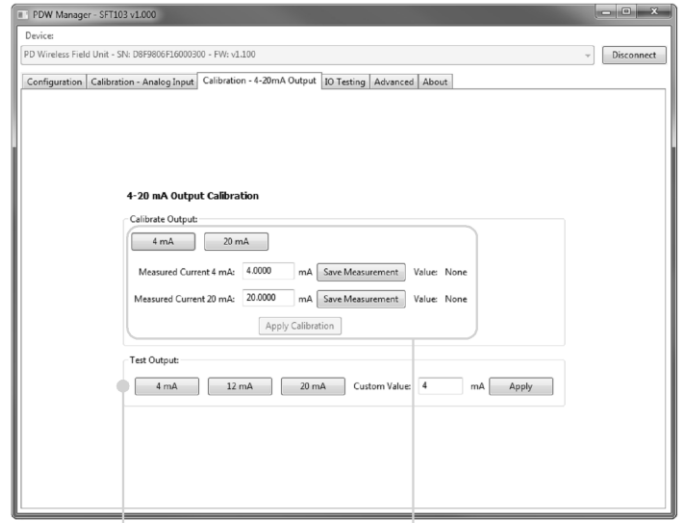 PDW Manager - SFT103 v1.000
Device:
PD Wireless Field Unit - SN: D8F9806F16000300 - FW: v1.100
Disconnect
Configuration Calibration - Analog Input Calibration - 4-20mA Output IO Testing Advanced About
4-20 mA Output Calibration
Calibrate Output:
4 mA 20 mA
Measured Current 4 mA: 4.0000 mA Save Measurement Value: None
Measured Current 20 mA: 20.0000 mA Save Measurement Value: None
Apply Calibration
Test Output:
4 mA 12 mA 20 mA Custom Value: 4 mA Apply